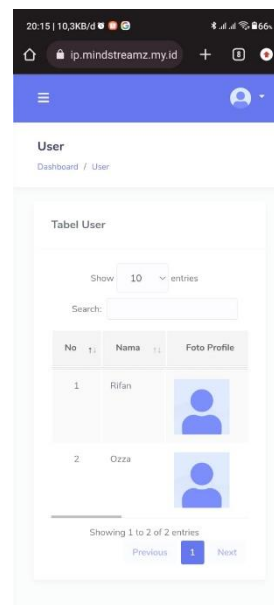 20:15 | 10,3KB/d
66%
ip.mindstreamz.my.id
8
User
Dashboard / User
Tabel User
Show 10 entries
Search:
No Nama Foto Profile
1 Rifan
2 Ozza
Showing 1 to 2 of 2 entries
Previous 1 Next